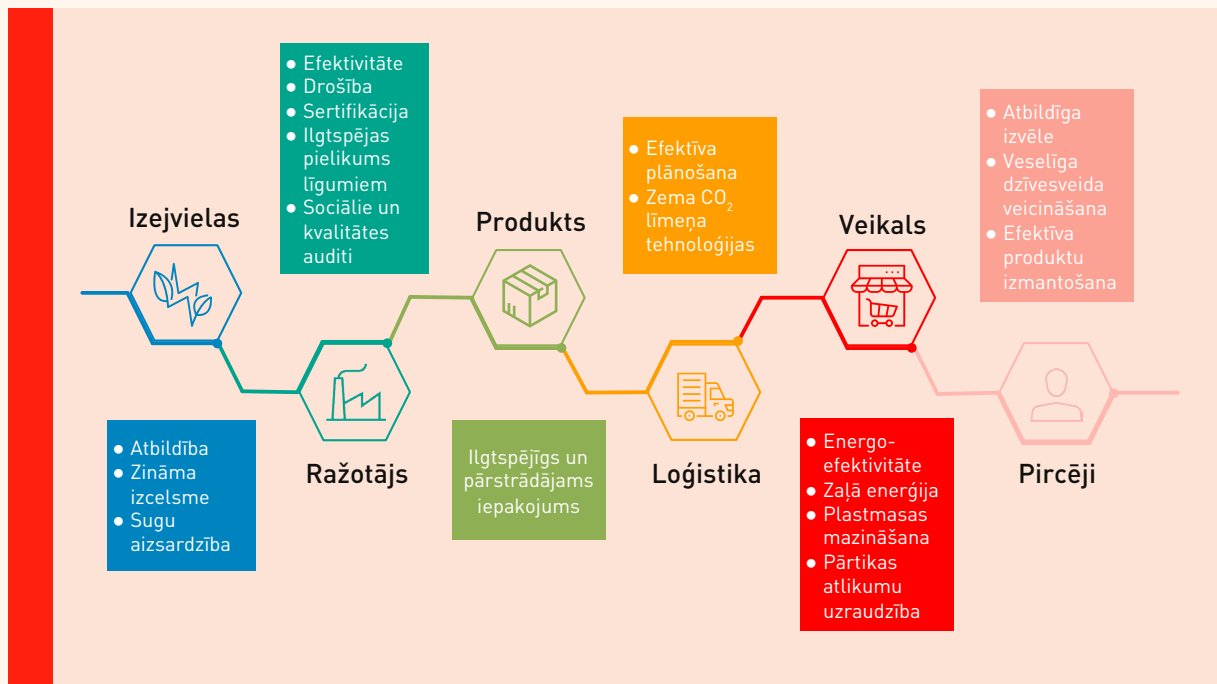 Izejvielas
● Atbildība
● Zināma
izcelsme
● Sugu
aizsardzība
● Efektivitāte
● Drošība
● Sertifikācija
● Ilgtspējas
pielikums
līgumiem
● Sociālie un
kvalitātes
auditi
Ražotājs
Produkts
Ilgtspējīgs un
pārstrādājams
iepakojums
● Efektīva
plānošana
● Zema CO₂
līmeņa
tehnoloģijas
Loģistika
Veikals
● Energo-
efektivitāte
● Zaļā enerģija
● Plastmasas
mazināšana
● Pārtikas
atlikumu
uzraudzība
● Atbildīga
izvēle
● Veselīga
dzīvesveida
veicināšana
● Efektīva
produktu
izmantošana
Pircēji